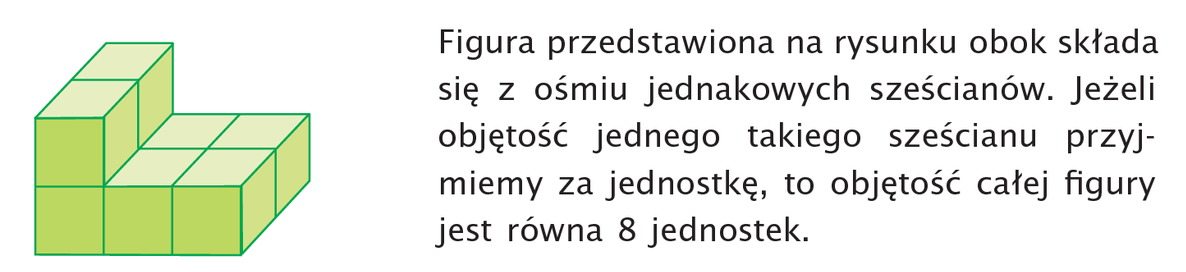 Figura przedstawiona na rysunku obok składa
się z ośmiu jednakowych sześcianów. Jeżeli
objętość jednego takiego sześcianu przyj-
miemy za jednostkę, to objętość całej figury
jest równa 8 jednostek.